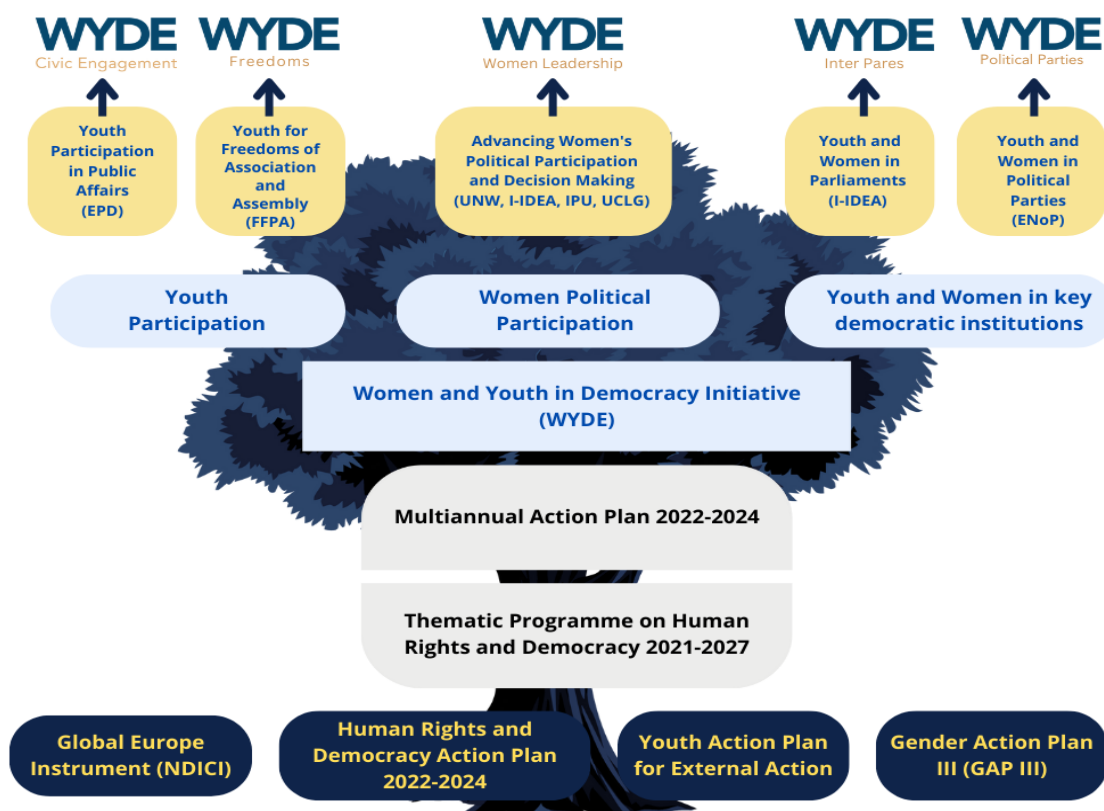 WYDE
Civic Engagement
WYDE
Freedoms
WYDE
Women Leadership
WYDE
Inter Pares
WYDE
Political Parties
Youth
Participation
in Public
Affairs
(EPD)
Youth for
Freedoms of
Association
and
Assembly
(FFPA)
Advancing Women's
Political Participation
and Decision Making
(UNW, I-IDEA, IPU, UCLG)
Youth and
Women in
Parliaments
(I-IDEA)
Youth and
Women in
Political
Parties
(ENoP)
Youth
Participation
Women Political
Participation
Youth and Women in key
democratic institutions
Women and Youth in Democracy Initiative
(WYDE)
Multiannual Action Plan 2022-2024
Thematic Programme on Human
Rights and Democracy 2021-2027
Global Europe
Instrument (NDICI)
Human Rights and
Democracy Action Plan
2022-2024
Youth Action Plan
for External Action
Gender Action Plan
III (GAP III)